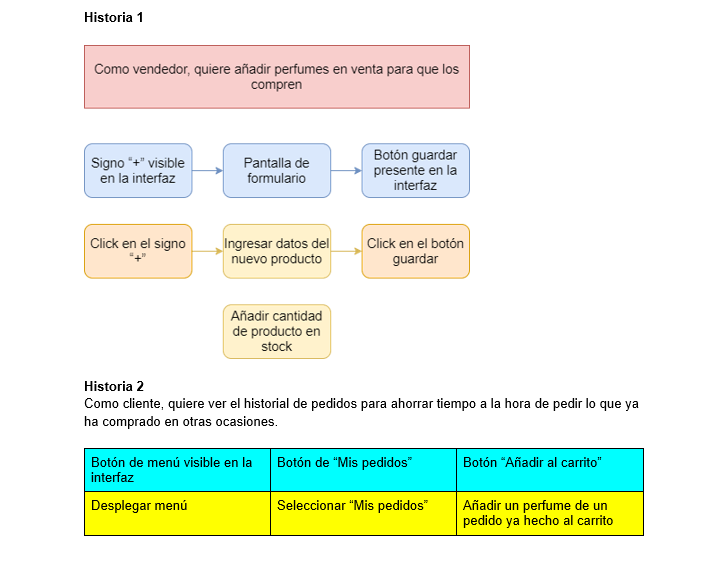 Historia 1
Como vendedor, quiere añadir perfumes en venta para que los
compren
Signo “+” visible
en la interfaz
Pantalla de
formulario
Botón guardar
presente en la
interfaz
Click en el signo
“+”
Ingresar datos del
nuevo producto
Click en el botón
guardar
Añadir cantidad
de producto en
stock
Historia 2
Como cliente, quiere ver el historial de pedidos para ahorrar tiempo a la hora de pedir lo que ya
ha comprado en otras ocasiones.
Botón de menú visible en la
interfaz
Botón de “Mis pedidos”
Botón “Añadir al carrito”
Desplegar menú
Seleccionar “Mis pedidos”
Añadir un perfume de un
pedido ya hecho al carrito